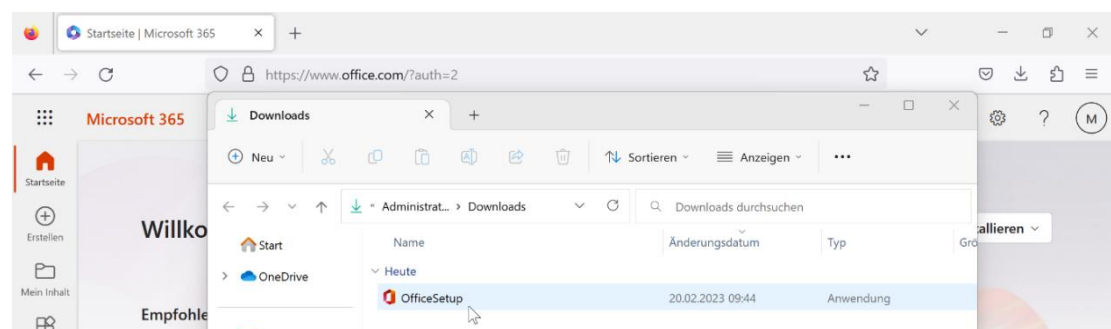 Startseite | Microsoft 365
https://www.office.com/?auth=2
Microsoft 365
Downloads
M
Neu
Sortieren
Anzeigen
Startseite
Administrat... > Downloads
Downloads durchsuchen
Erstellen
Willko
Start
Name
Änderungsdatum
Typ
Grö
allieren
OneDrive
Heute
Mein Inhalt
OfficeSetup
20.02.2023 09:44
Anwendung
Empfohle